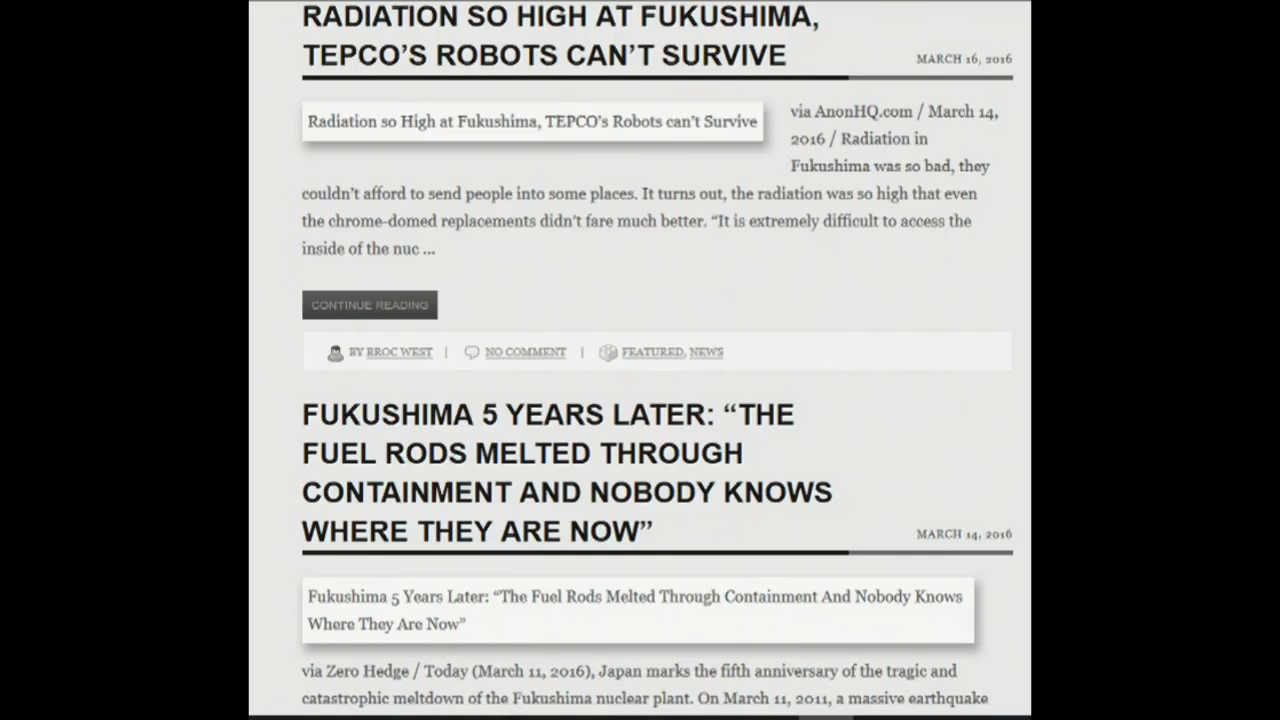 RADIATION SO HIGH AT FUKUSHIMA,
TEPCO’S ROBOTS CAN’T SURVIVE
MARCH 16, 2016
Radiation so High at Fukushima, TEPCO’s Robots can’t Survive
via AnonHQ.com / March 14,
2016 / Radiation in
Fukushima was so bad, they
couldn’t afford to send people into some places. It turns out, the radiation was so high that even
the chrome-domed replacements didn’t fare much better. “It is extremely difficult to access the
inside of the nuc ...
CONTINUE READING
BY BROC WEST | NO COMMENT | FEATURED, NEWS
FUKUSHIMA 5 YEARS LATER: “THE
FUEL RODS MELTED THROUGH
CONTAINMENT AND NOBODY KNOWS
WHERE THEY ARE NOW”
MARCH 14, 2016
Fukushima 5 Years Later: “The Fuel Rods Melted Through Containment And Nobody Knows
Where They Are Now”
via Zero Hedge / Today (March 11, 2016), Japan marks the fifth anniversary of the tragic and
catastrophic meltdown of the Fukushima nuclear plant. On March 11, 2011, a massive earthquake